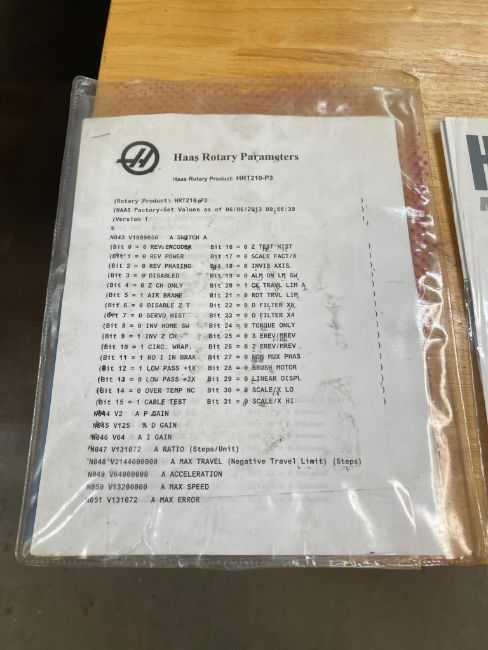 Haas Rotary Parameters
Haas Rotary Product: HRT210-P3
(Rotary Product: HRT210-P3 )
(HAAS Factory-Set Values as of 06/06/2013 09:56:39 )
(Version 1 )
%
N043 V1089056 A SWITCH A
(Bit 0 = 0 REV ENCODER Bit 16 = 0 Z TEST HIST )
(Bit 1 = 0 REV POWER Bit 17 = 0 SCALE FACT/X )
(Bit 2 = 0 REV PHASING Bit 18 = 0 INVIS AXIS )
(Bit 3 = 0 DISABLED Bit 19 = 0 ALM ON LM SW )
(Bit 4 = 0 Z CH ONLY Bit 20 = 1 CK TRAVL LIM A )
(Bit 5 = 1 AIR BRAKE Bit 21 = 0 ROT TRVL LIM )
(Bit 6 = 0 DISABLE Z T Bit 22 = 0 D FILTER X8 )
(Bit 7 = 0 SERVO HIST Bit 23 = 0 D FILTER X4 )
(Bit 8 = 0 INV HOME SW Bit 24 = 0 TORQUE ONLY )
(Bit 9 = 1 INV Z CH Bit 25 = 0 3 EREV/MREV )
(Bit 10 = 1 CIRC. WRAP. Bit 26 = 0 2 EREV/MREV )
(Bit 11 = 1 NO I IN BRAK Bit 27 = 0 NON MUX PHAS )
(Bit 12 = 1 LOW PASS +1X Bit 28 = 0 BRUSH MOTOR )
(Bit 13 = 0 LOW PASS +2X Bit 29 = 0 LINEAR DISPL )
(Bit 14 = 0 OVER TEMP NC Bit 30 = 0 SCALE/X LO )
(Bit 15 = 1 CABLE TEST Bit 31 = 0 SCALE/X HI )
N044 V2 A P GAIN
N045 V125 A D GAIN
N046 V64 A I GAIN
N047 V131072 A RATIO (Steps/Unit)
N048 V2144000000 A MAX TRAVEL (Negative Travel Limit) (Steps)
N049 V64000000 A ACCELERATION
N050 V13200000 A MAX SPEED
N051 V131072 A MAX ERROR